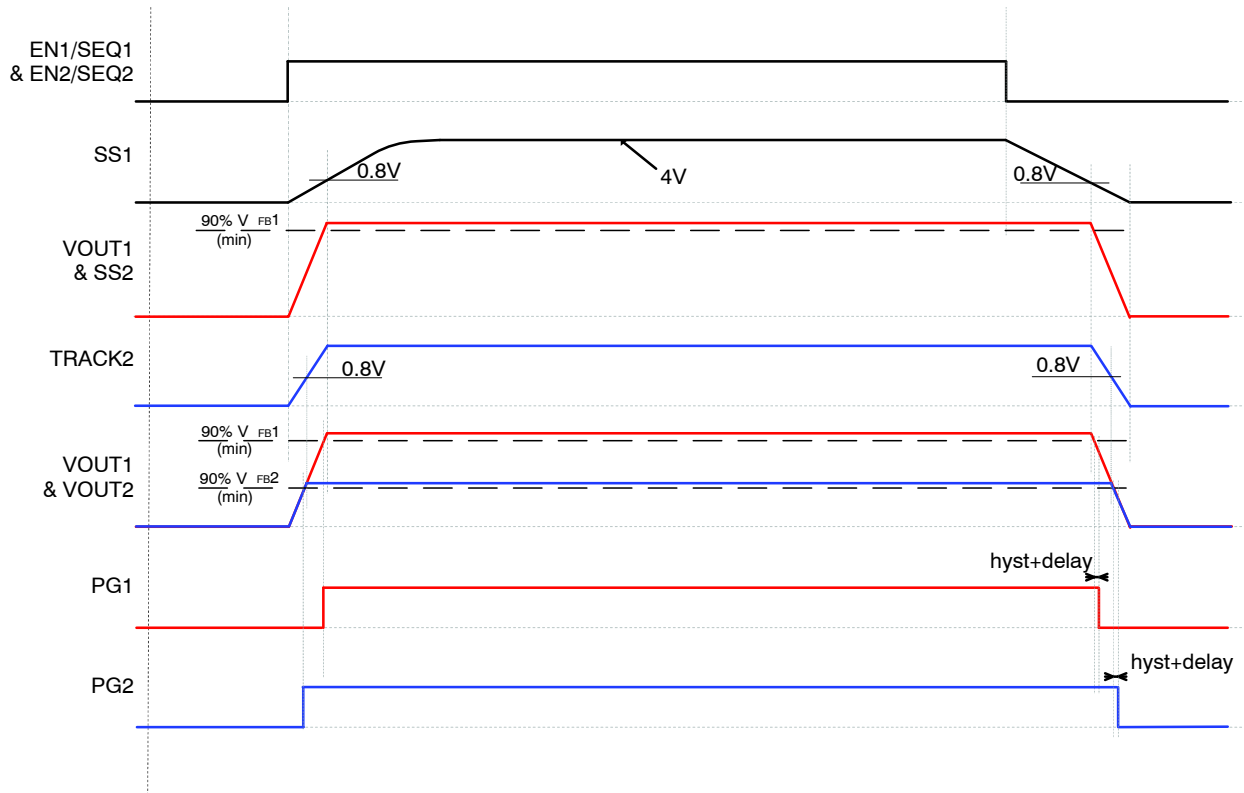 EN1/SEQ1
& EN2/SEQ2
SS1
0.8V
4V
0.8V
90% V FB1
(min)
VOUT1
& SS2
TRACK2
0.8V
0.8V
90% V FB1
(min)
VOUT1
& VOUT2
90% V FB2
(min)
hyst+delay
PG1
hyst+delay
PG2